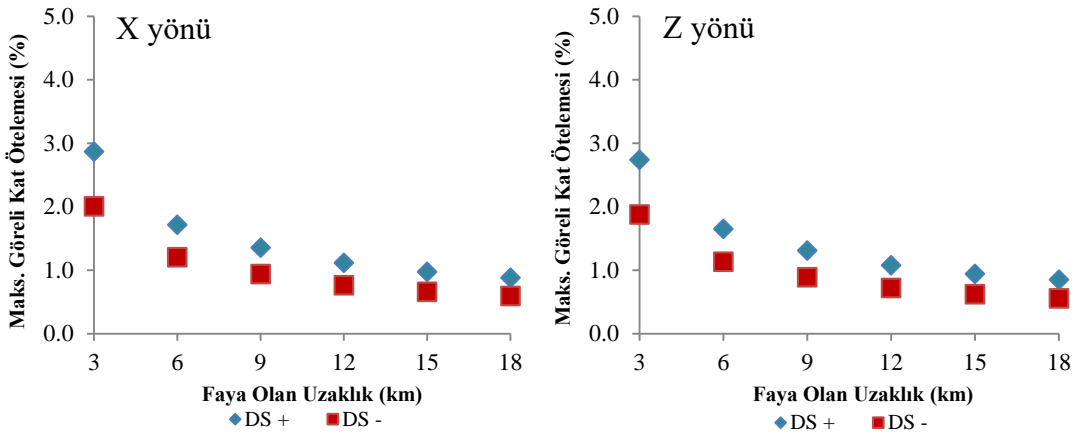 X yönü
Maks. Göreli Kat Ötelemesi (%)
5.0
4.0
3.0
2.0
1.0
0.0
3 6 9 12 15 18
Faya Olan Uzaklık (km)
DS + DS -
Z yönü
Maks. Göreli Kat Ötelemesi (%)
5.0
4.0
3.0
2.0
1.0
0.0
3 6 9 12 15 18
Faya Olan Uzaklık (km)
DS + DS -